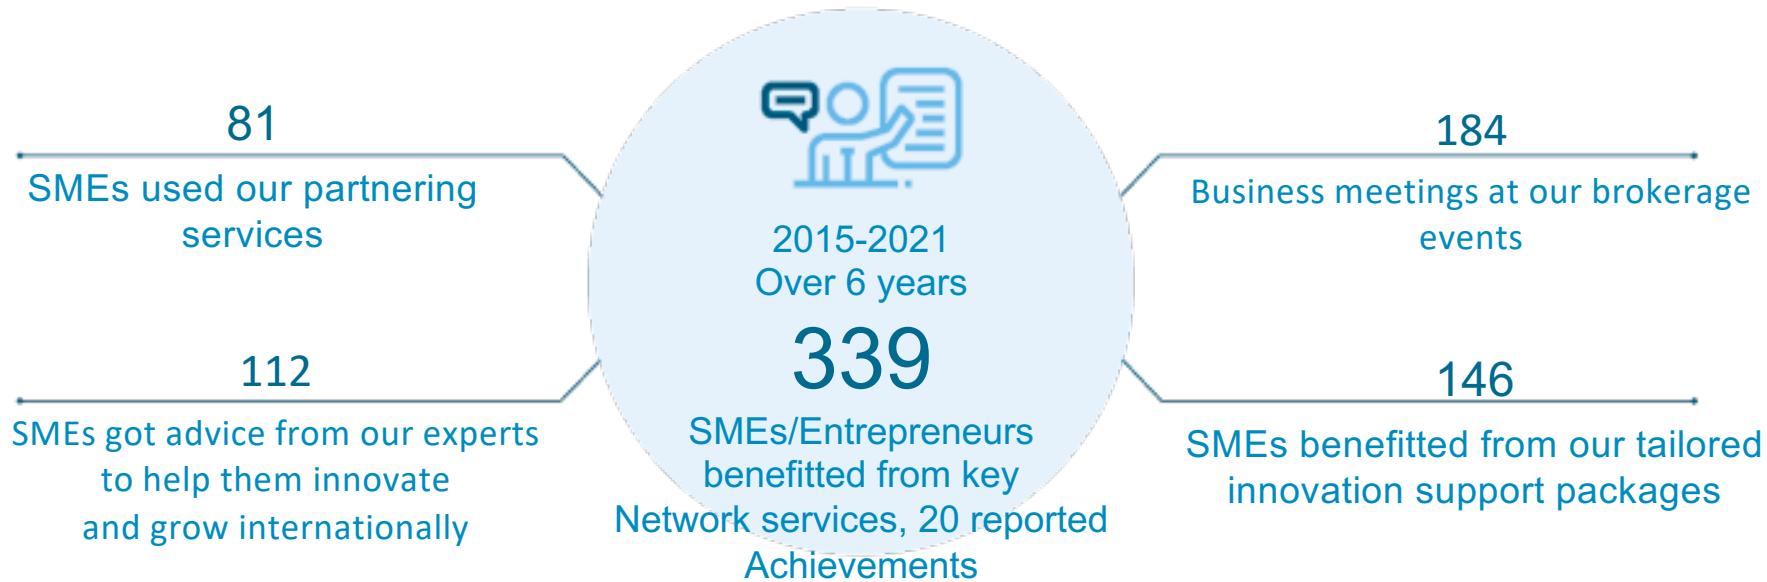 81
SMEs used our partnering
services
112
SMEs got advice from our experts
to help them innovate
and grow internationally
2015-2021
Over 6 years
339
SMEs/Entrepreneurs
benefitted from key
Network services, 20 reported
Achievements
184
Business meetings at our brokerage
events
146
SMEs benefitted from our tailored
innovation support packages